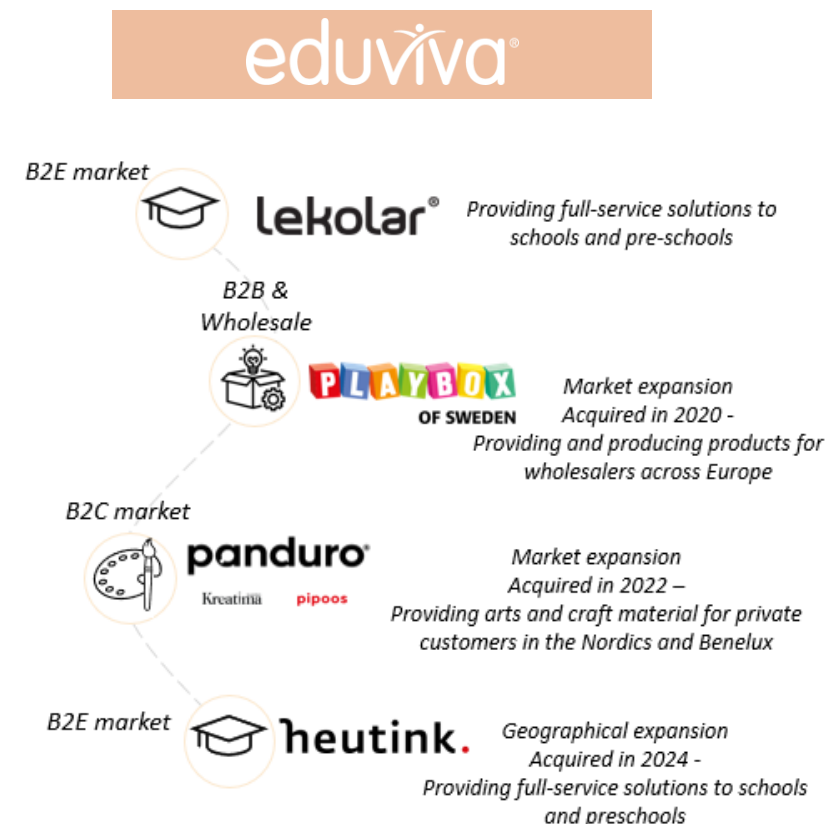 eduviva®
B2E market
lekolar®
Providing full-service solutions to
schools and pre-schools
B2B &
Wholesale
PLAYBOX
OF SWEDEN
Market expansion
Acquired in 2020 -
Providing and producing products for
wholesalers across Europe
B2C market
panduro®
Kreatima
pipoos
Market expansion
Acquired in 2022 –
Providing arts and craft material for private
customers in the Nordics and Benelux
B2E market
heutink.
Geographical expansion
Acquired in 2024 -
Providing full-service solutions to schools
and preschools